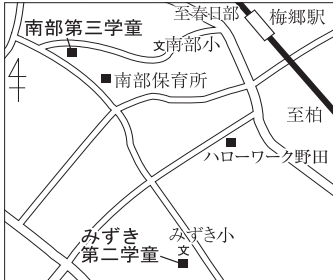 至春日部
梅郷駅
南部第三学童
文南部小
南部保育所
至柏
ハローワーク野田
みずき
第二学童
みずき小
文